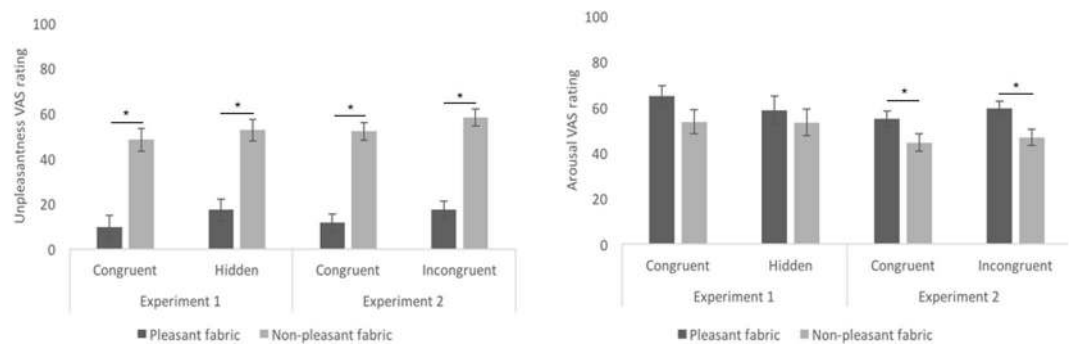 Unpleasantness VAS rating
100
80
60
40
20
0
* * * *
Congruent Hidden Congruent Incongruent
Experiment 1 Experiment 2
Pleasant fabric Non-pleasant fabric
Arousal VAS rating
100
80
60
40
20
0
* *
Congruent Hidden Congruent Incongruent
Experiment 1 Experiment 2
Pleasant fabric Non-pleasant fabric